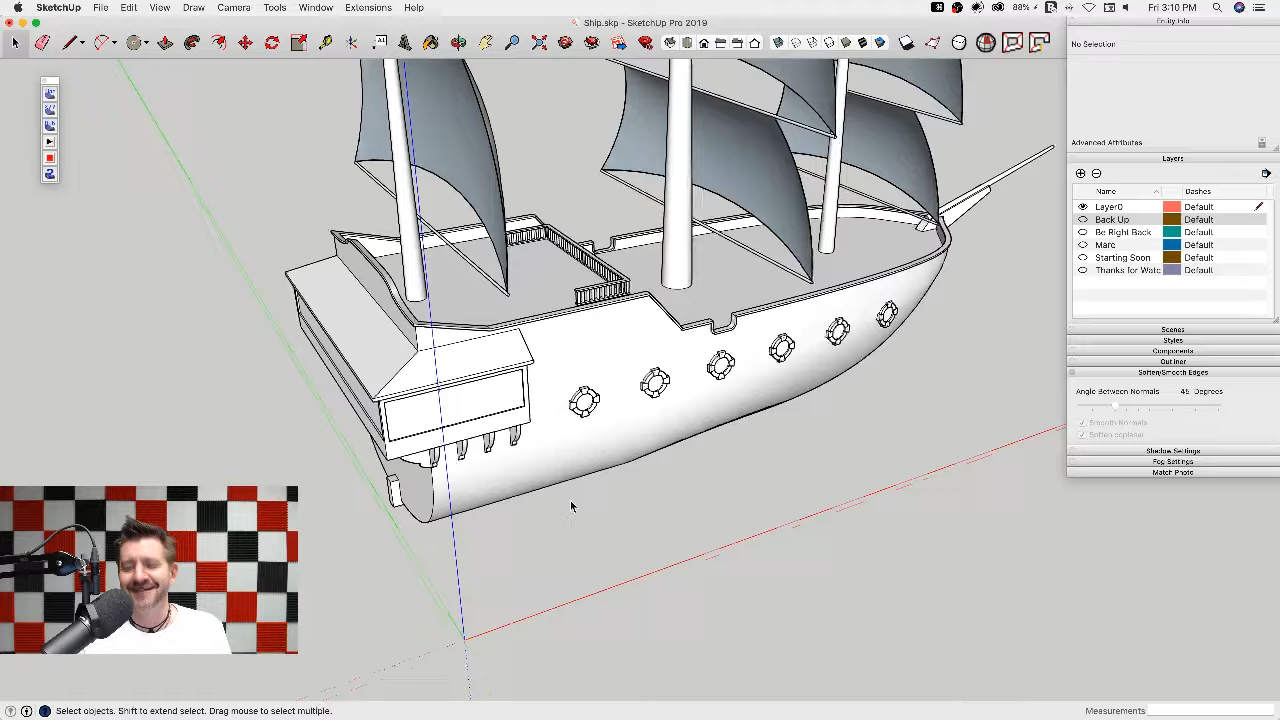 SketchUp File Edit View Draw Camera Tools Window Extensions Help
88% Fri 3:10 PM
Ship.skp - SketchUp Pro 2019
Entity Info
No Selection
Advanced Attributes
Layers
Name Dashes
Layer0 Default
Back Up Default
Be Right Back Default
Marc Default
Starting Soon Default
Thanks for Watc Default
Scenes
Styles
Components
Outliner
Soften/Smooth Edges
Angle Between Normals 45 Degrees
Smooth Normals
Soften coplanar
Shadow Settings
Fog Settings
Match Photo
Select objects. Shift to extend select. Drag mouse to select multiple.
Measurements